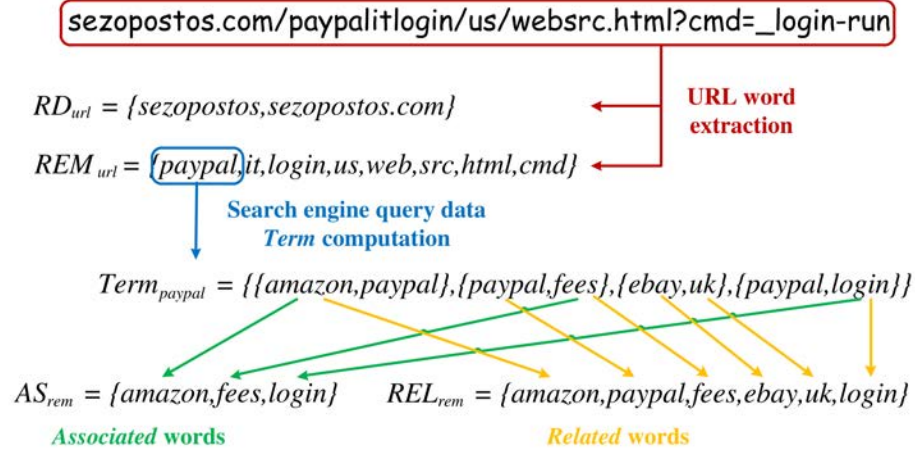 sezopostos.com/paypalitlogin/us/websrc.html?cmd=_login-run
RD_url = {sezopostos,sezopostos.com}
URL word
extraction
REM_url = {paypal,it,login,us,web,src,html,cmd}
Search engine query data
Term computation
Term_paypal = {{amazon,paypal},{paypal,fees},{ebay,uk},{paypal,login}}
AS_rem = {amazon,fees,login}
REL_rem = {amazon,paypal,fees,ebay,uk,login}
Associated words
Related words